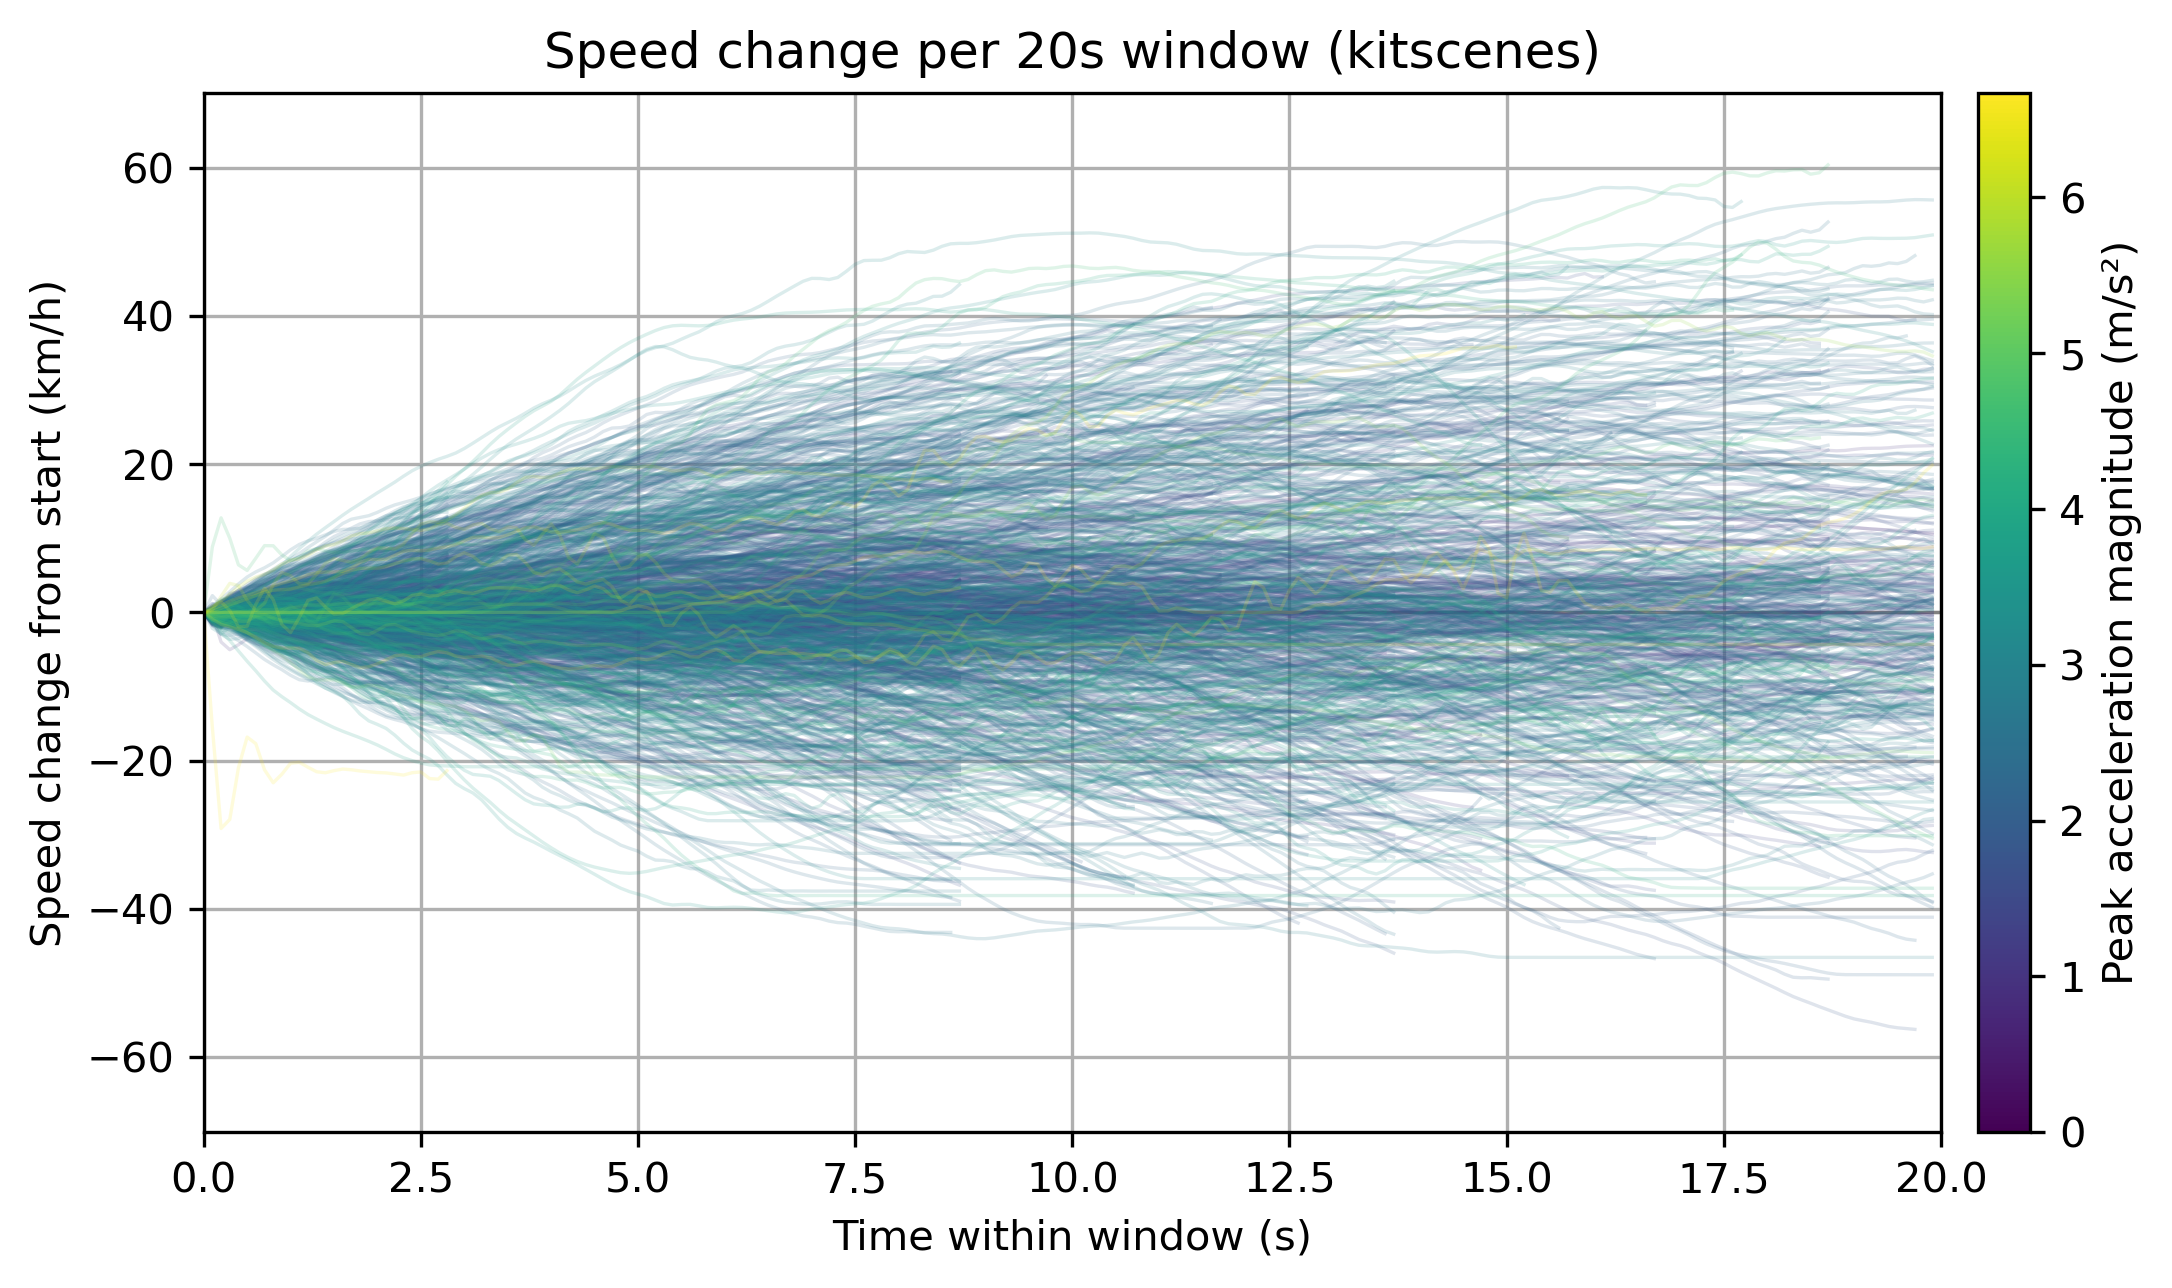 Speed change per 20s window (kitscenes)
Speed change from start (km/h)
60
40
20
0
−20
−40
−60
0.0 2.5 5.0 7.5 10.0 12.5 15.0 17.5 20.0
Time within window (s)
6
5
4
3
2
1
0
Peak acceleration magnitude (m/s²)